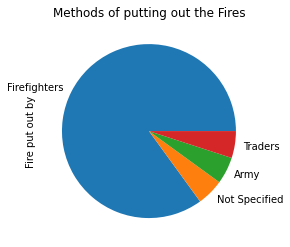 Methods of putting out the Fires
Firefighters
Fire put out by
Traders
Army
Not Specified